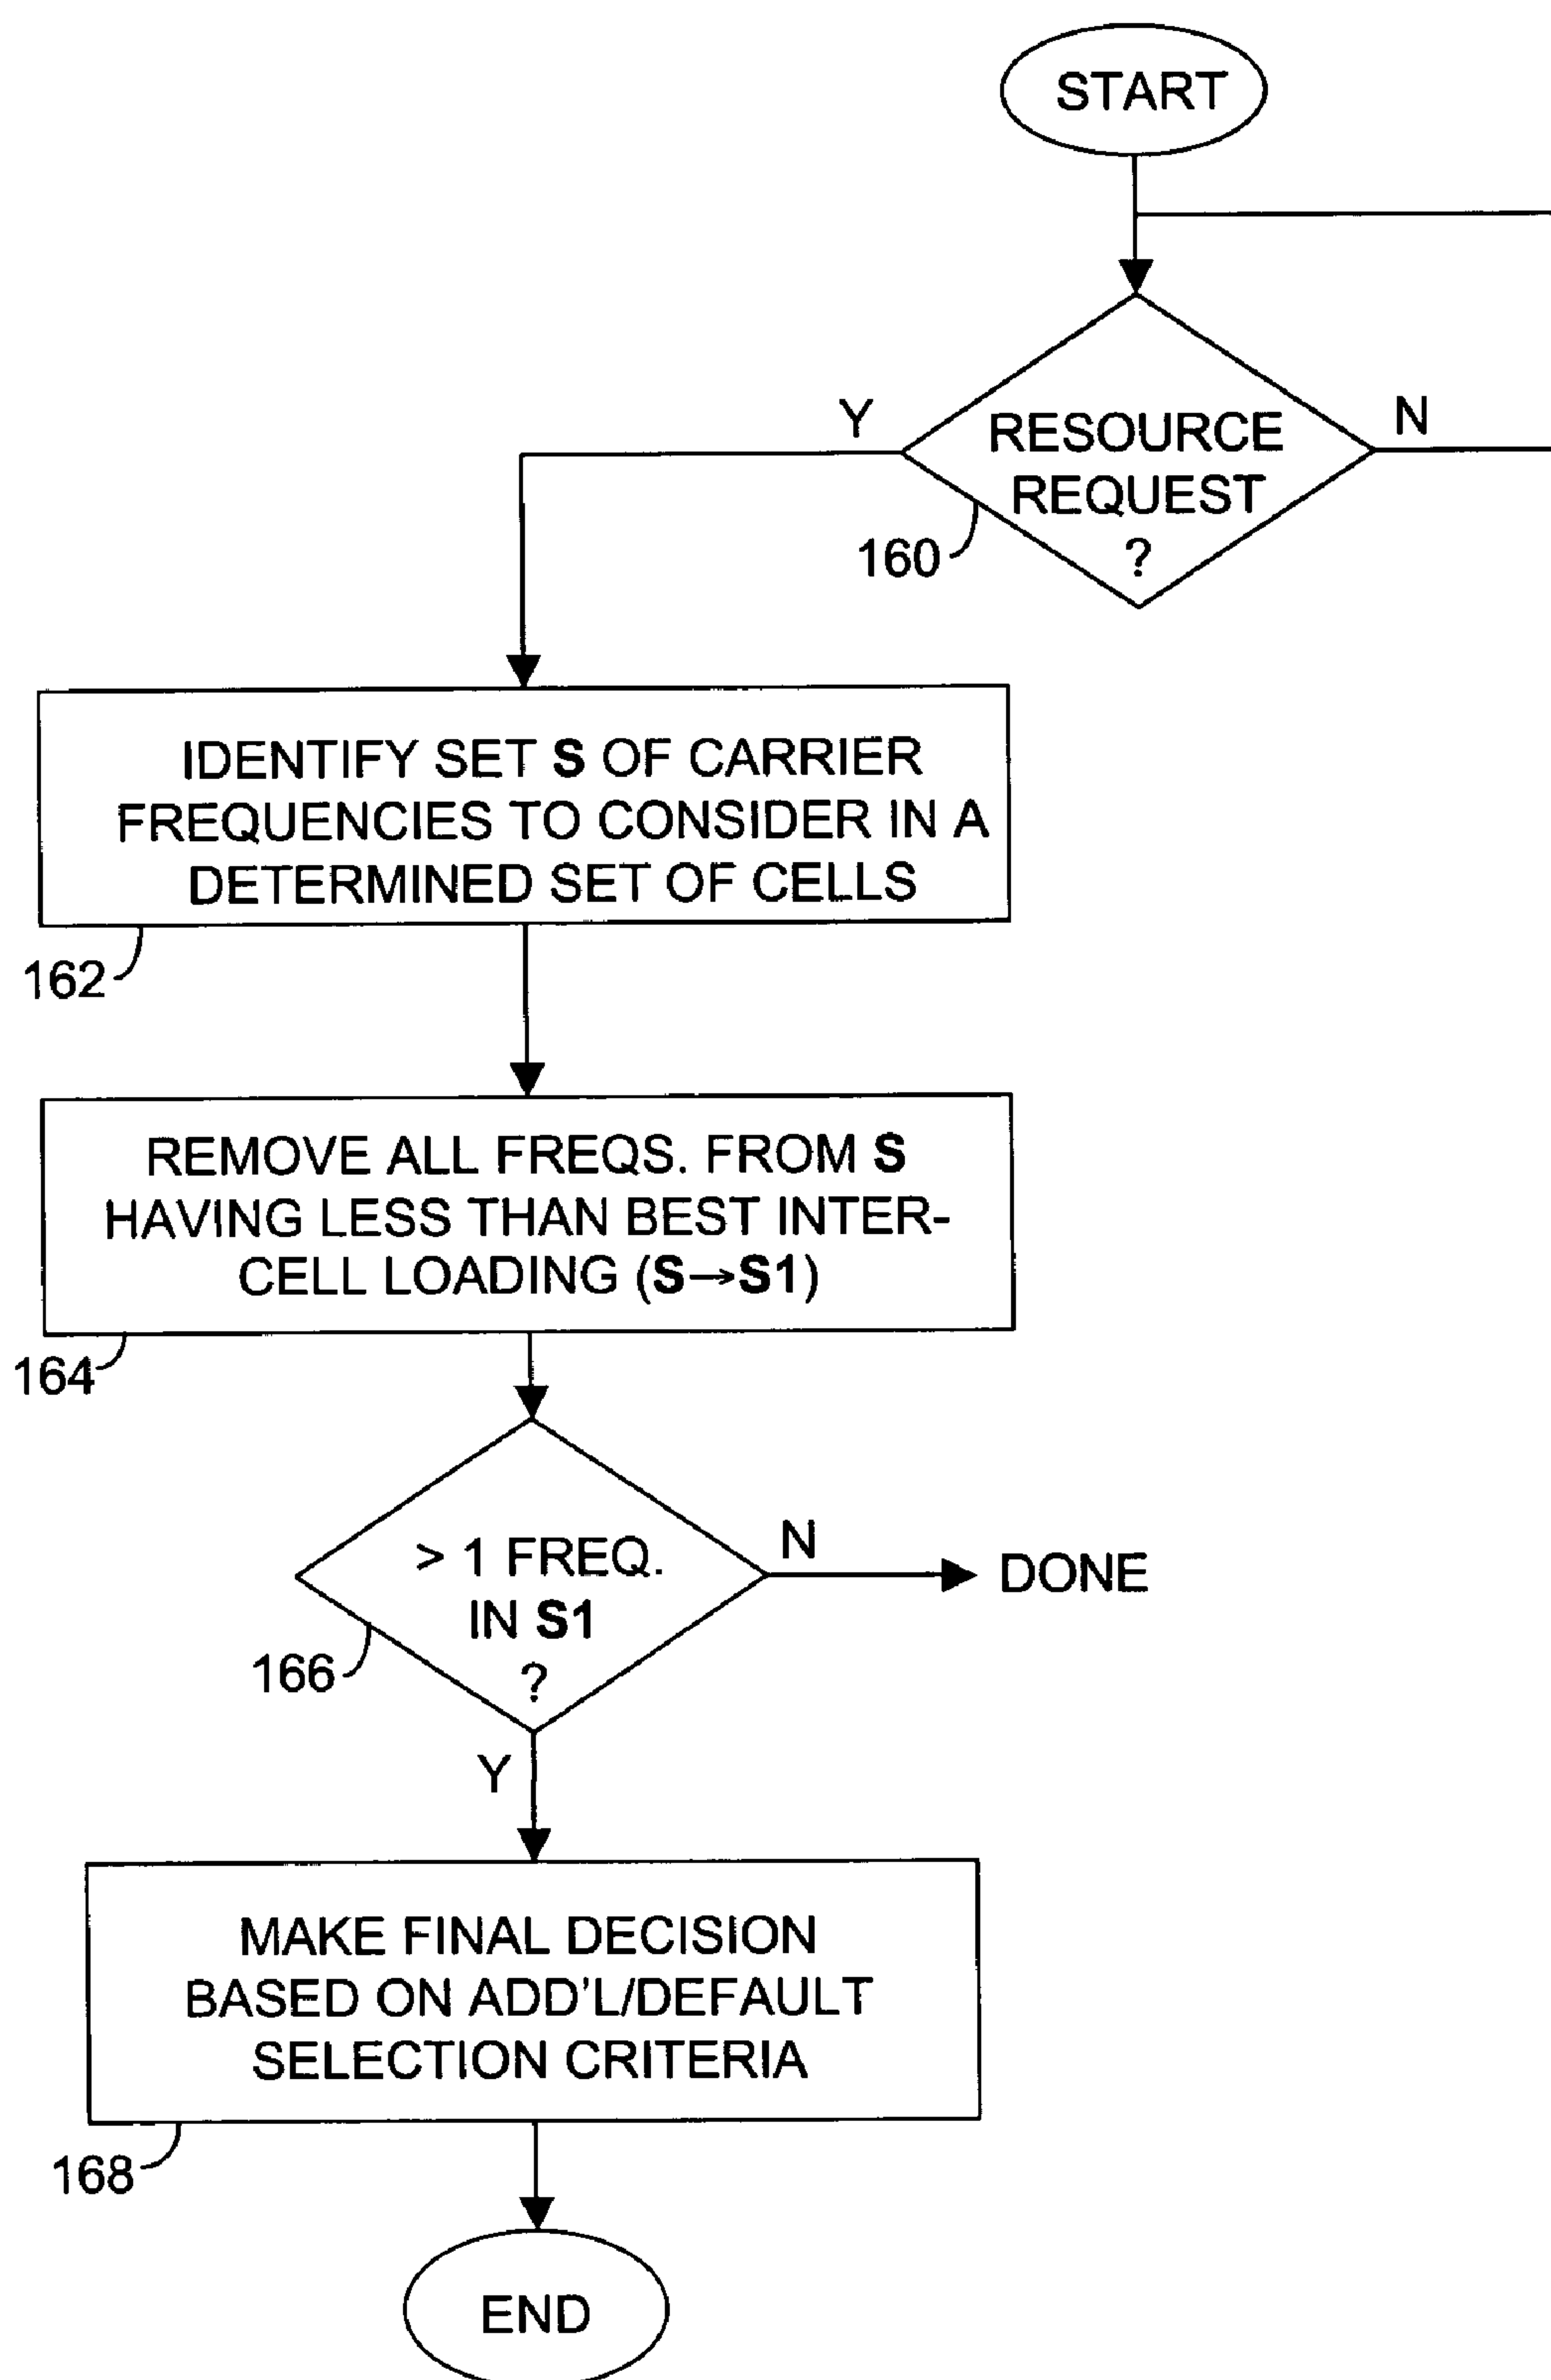 START
Y
N
RESOURCE
REQUEST
?
160
IDENTIFY SET S OF CARRIER
FREQUENCIES TO CONSIDER IN A
DETERMINED SET OF CELLS
162
REMOVE ALL FREQS. FROM S
HAVING LESS THAN BEST INTER-
CELL LOADING (S→S1)
164
> 1 FREQ.
IN S1
?
N
DONE
166
Y
MAKE FINAL DECISION
BASED ON ADD'L/DEFAULT
SELECTION CRITERIA
168
END